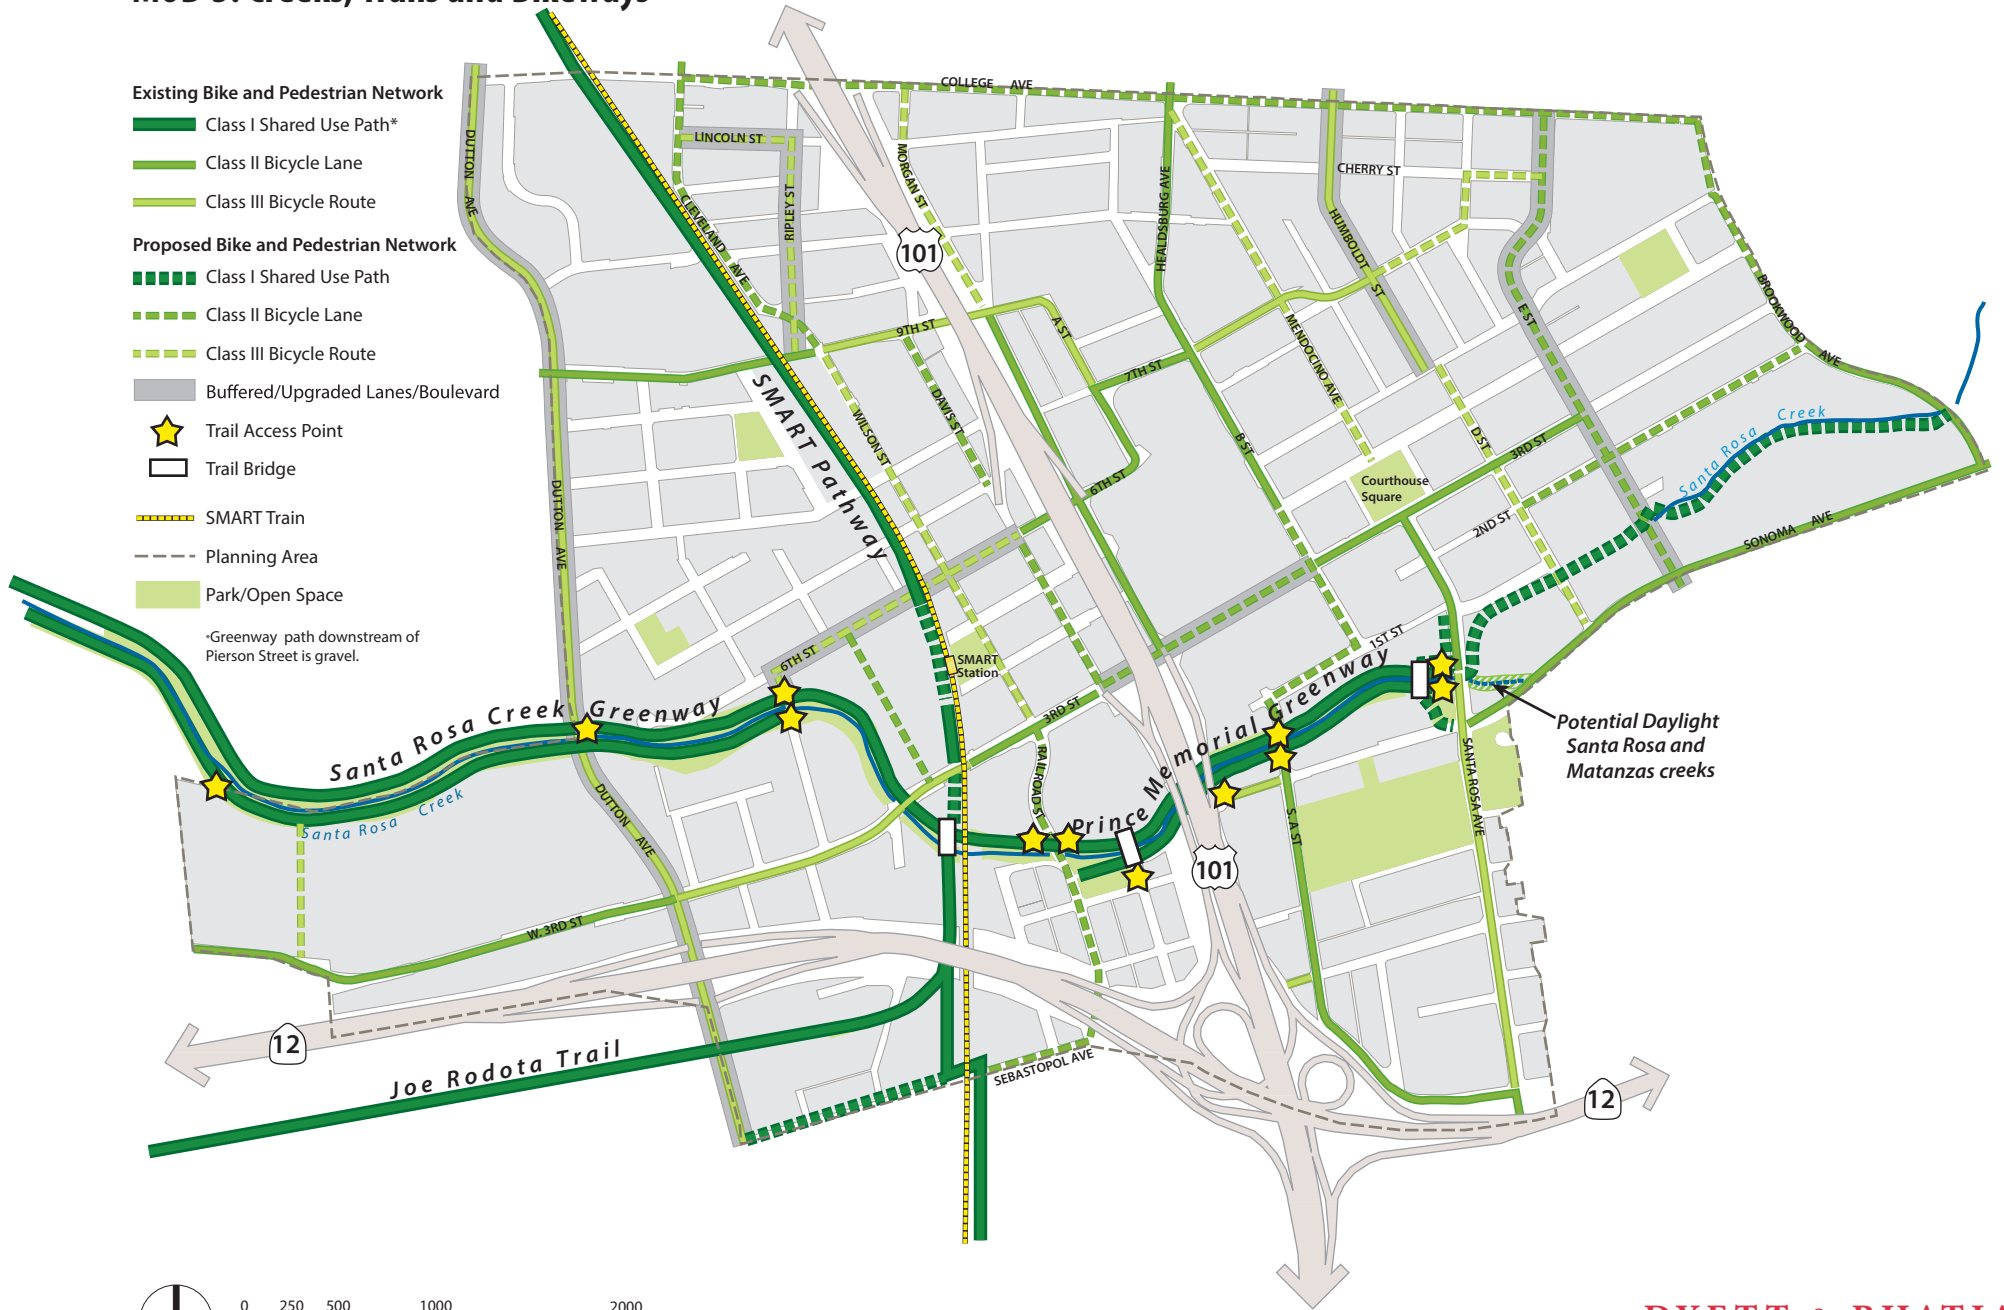 MOB-3: Creeks, Trails and Bikeways
Existing Bike and Pedestrian Network
Class I Shared Use Path*
Class II Bicycle Lane
Class III Bicycle Route
Proposed Bike and Pedestrian Network
Class I Shared Use Path
Class II Bicycle Lane
Class III Bicycle Route
Buffered/Upgraded Lanes/Boulevard
Trail Access Point
Trail Bridge
SMART Train
Planning Area
Park/Open Space
*Greenway path downstream of
Pierson Street is gravel.
COLLEGE AVE
DUTTON AVE
LINCOLN ST
RIPLEY ST
CLEVELAND AVE
MORGAN ST
101
HEALDSBURG AVE
CHERRY ST
HUMBOLDT ST
E ST
BROOKWOOD AVE
9TH ST
A ST
7TH ST
MENDOCINO AVE
SMART Pathway
WILSON ST
DAVIS ST
B ST
D ST
3RD ST
6TH ST
Courthouse
Square
2ND ST
Santa Rosa Creek
SONOMA AVE
DUTTON AVE
6TH ST
SMART
Station
1ST ST
3RD ST
Santa Rosa Creek Greenway
Santa Rosa Creek
Prince Memorial Greenway
RAILROAD ST
Potential Daylight
Santa Rosa and
Matanzas creeks
SANTA ROSA AVE
S. A ST
DUTTON AVE
101
W. 3RD ST
12
Joe Rodota Trail
SEBASTOPOL AVE
12
0 250 500 1000 2000
DYETT & BHATIA